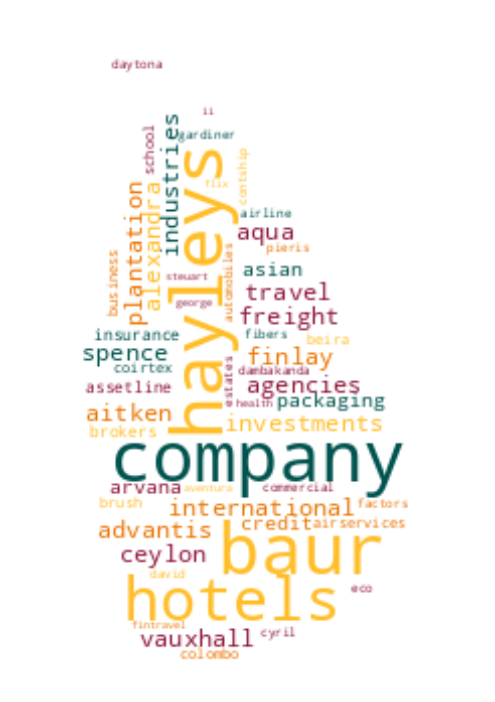 daytona
ii
gardiner
school
industries
hayleys
contship
flix
plantation
alexandra
airline
aqua
pieris
business
automobiles
asian
steuart
travel
george
freight
insurance
fibers
beira
spence
finlay
coirtex
dambakanda
assetline
estates
agencies
health
packaging
aitken
investments
brokers
company
arvana
aventura
commercial
brush
international
factors
advantis
credit
airservices
baur
ceylon
david
hotels
eco
fintravel
vauxhall
cyril
colombo